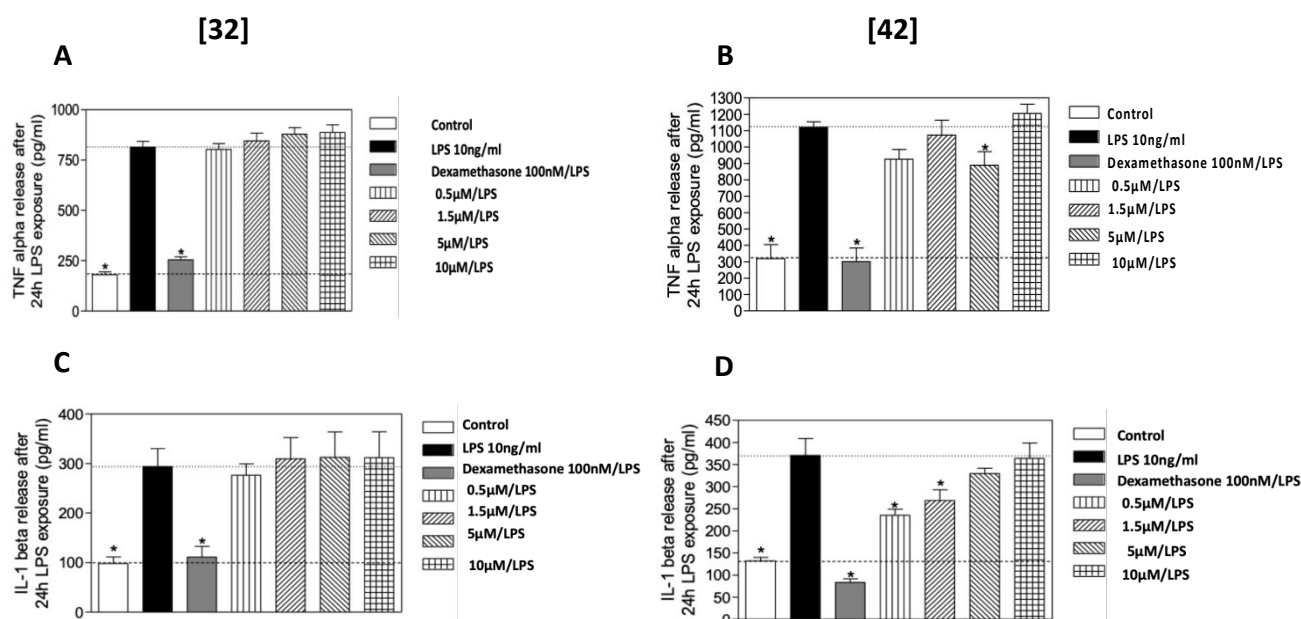 [32]
[42]
A
TNF alpha release after
24h LPS exposure (pg/ml)
1000
750
500
250
0
*
*
Control
LPS 10ng/ml
Dexamethasone 100nM/LPS
0.5µM/LPS
1.5µM/LPS
5µM/LPS
10µM/LPS
B
TNF alpha release after
24h LPS exposure (pg/ml)
1300
1200
1100
1000
900
800
700
600
500
400
300
200
100
0
*
*
*
Control
LPS 10ng/ml
Dexamethasone 100nM/LPS
0.5µM/LPS
1.5µM/LPS
5µM/LPS
10µM/LPS
C
IL-1 beta release after
24h LPS exposure (pg/ml)
400
300
200
100
0
*
*
Control
LPS 10ng/ml
Dexamethasone 100nM/LPS
0.5µM/LPS
1.5µM/LPS
5µM/LPS
10µM/LPS
D
IL-1 beta release after
24h LPS exposure (pg/ml)
450
400
350
300
250
200
150
100
50
0
*
*
*
*
Control
LPS 10ng/ml
Dexamethasone 100nM/LPS
0.5µM/LPS
1.5µM/LPS
5µM/LPS
10µM/LPS